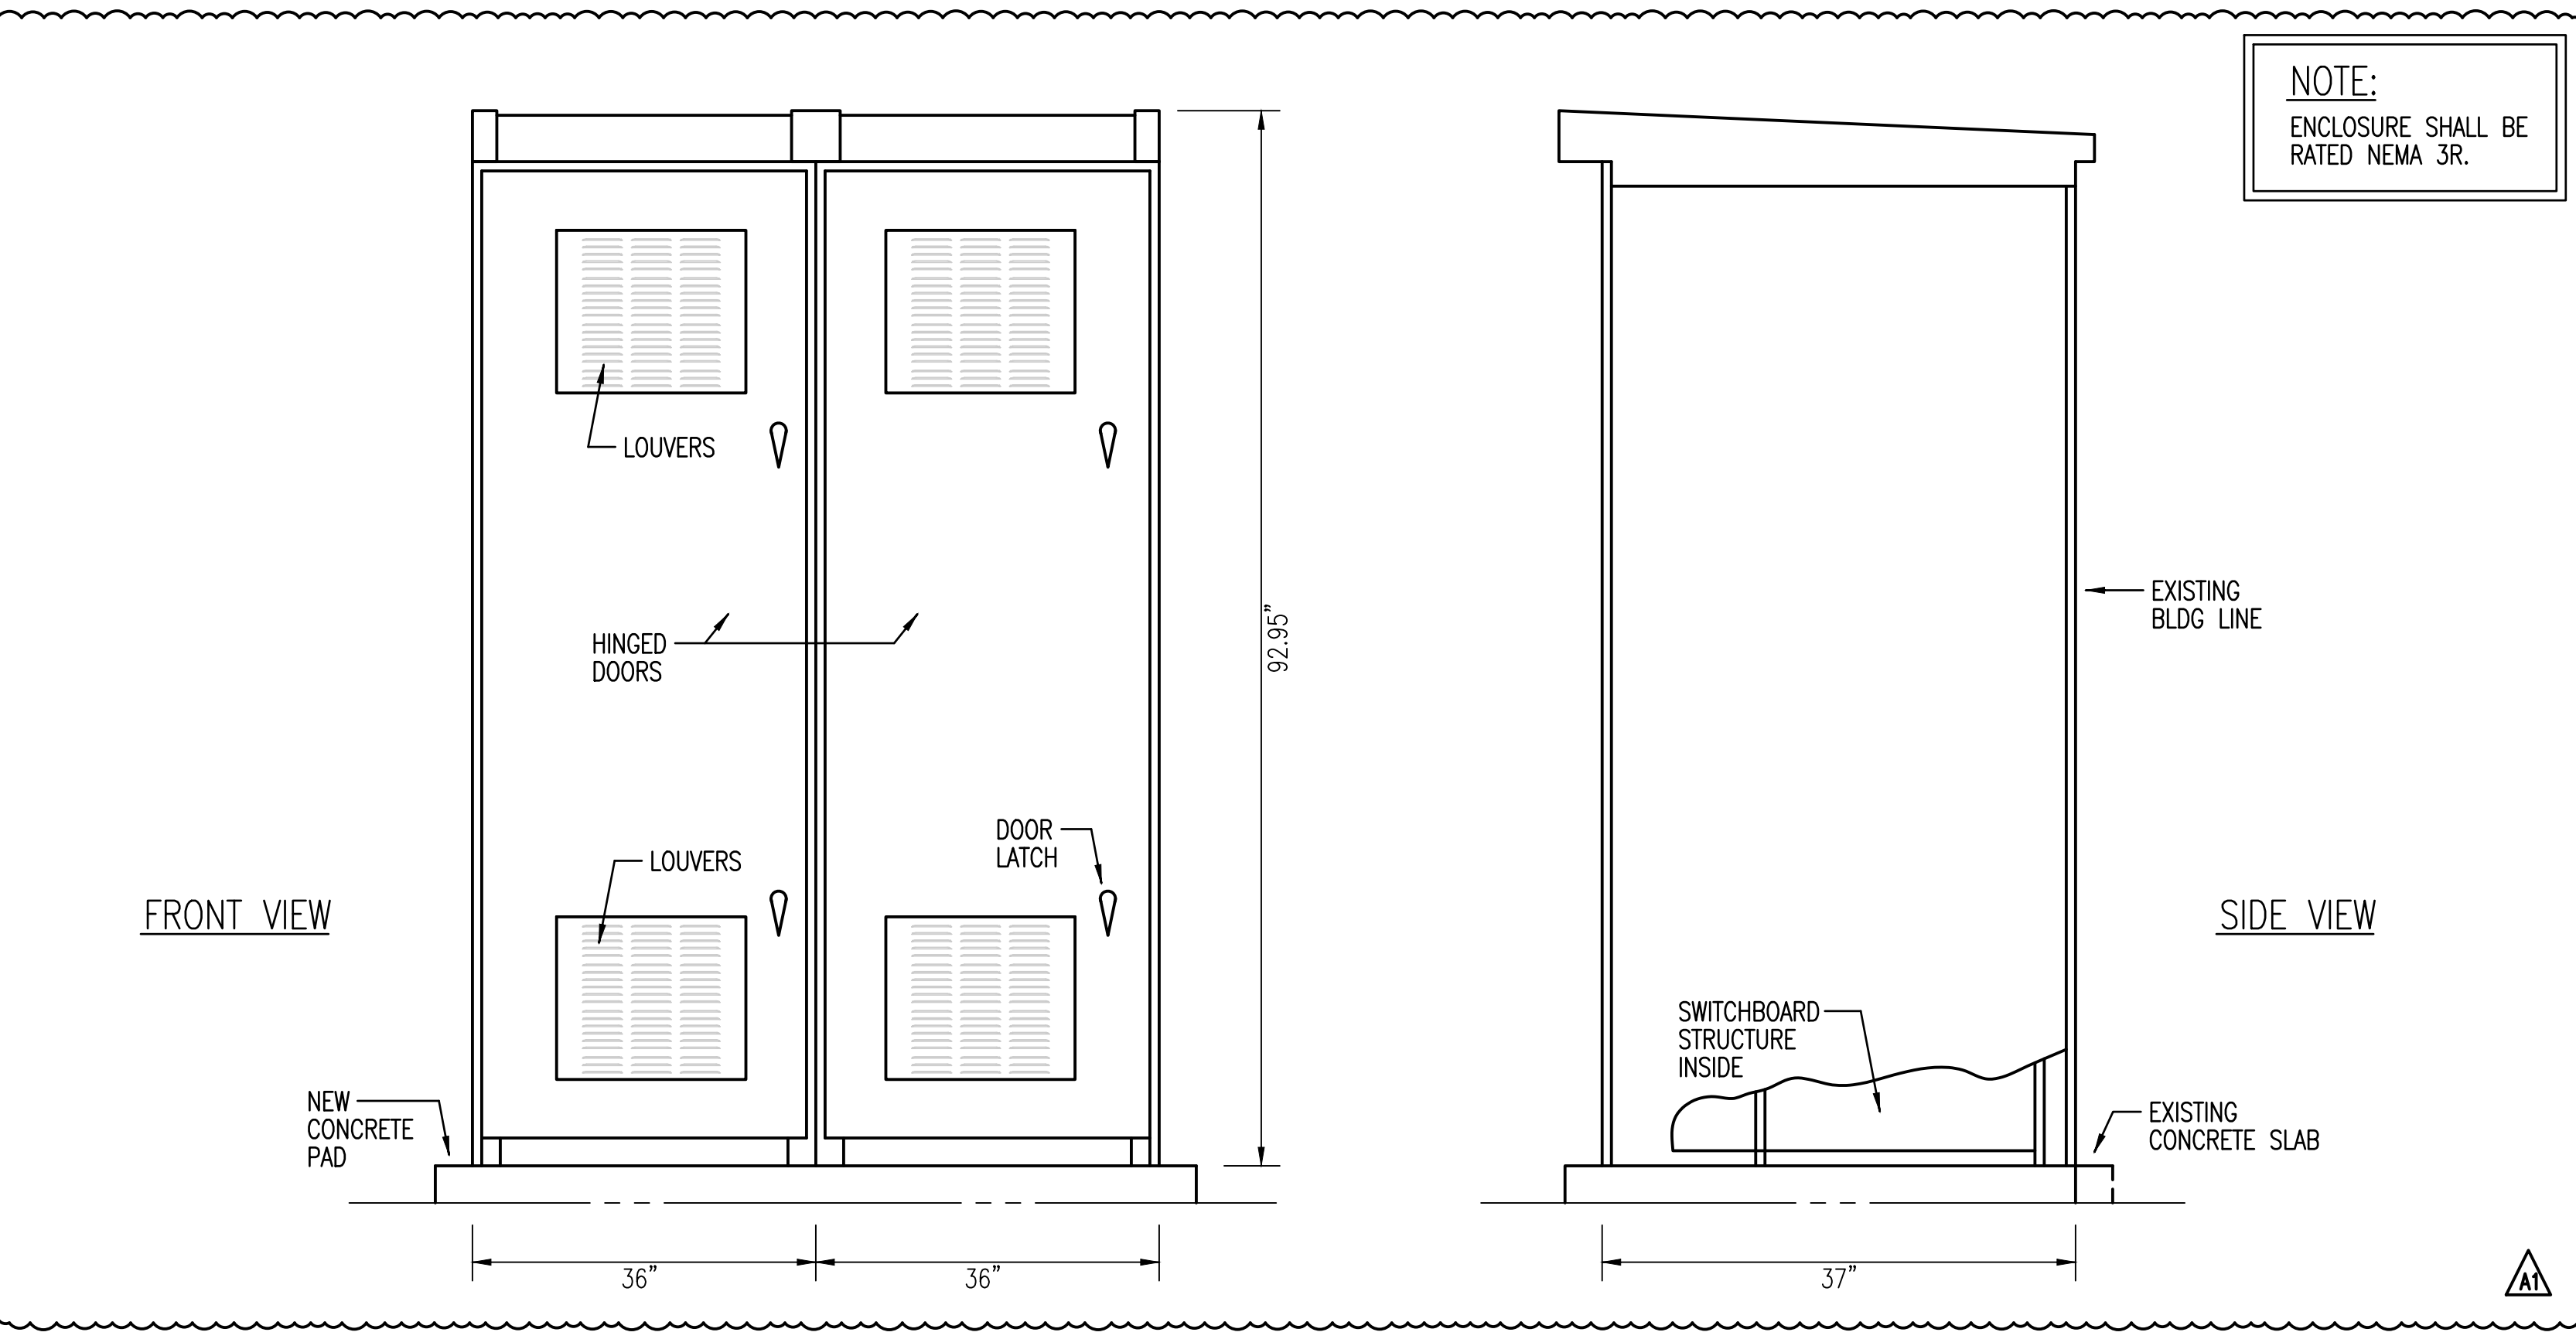 NOTE:
ENCLOSURE SHALL BE
RATED NEMA 3R.
LOUVERS
HINGED
DOORS
92.95"
EXISTING
BLDG LINE
DOOR
LATCH
LOUVERS
FRONT VIEW
SIDE VIEW
SWITCHBOARD
STRUCTURE
INSIDE
NEW
CONCRETE
PAD
EXISTING
CONCRETE SLAB
36"
36"
37"
A1